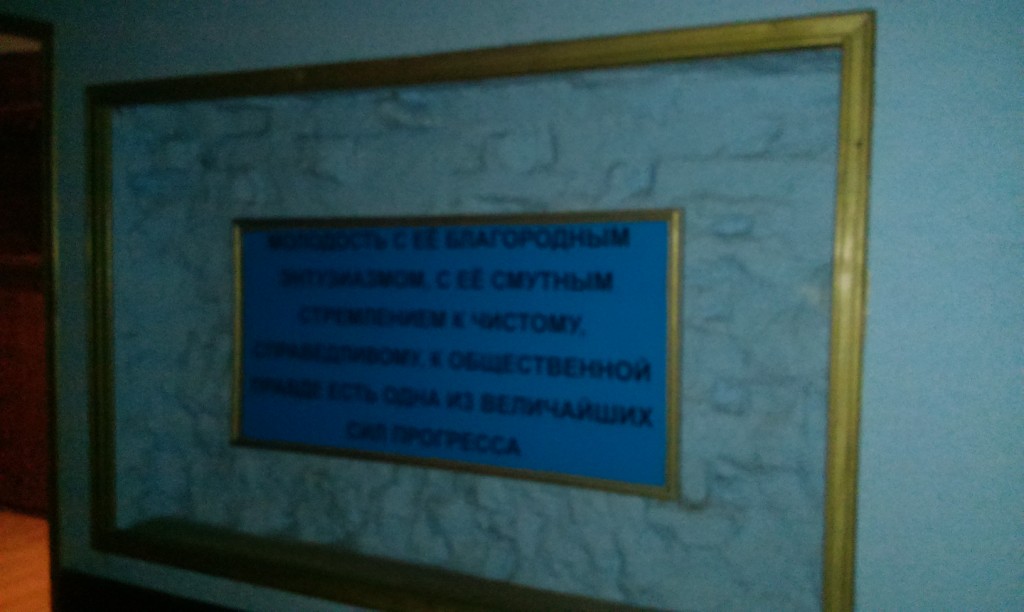 МОЛОДОСТЬ С ЕЁ БЛАГОРОДНЫМ
ЭНТУЗИАЗМОМ, С ЕЁ СМУТНЫМ
СТРЕМЛЕНИЕМ К ЧИСТОМУ,
СПРАВЕДЛИВОМУ, К ОБЩЕСТВЕННОЙ
ПРАВДЕ ЕСТЬ ОДНА ИЗ ВЕЛИЧАЙШИХ
СИЛ ПРОГРЕССА